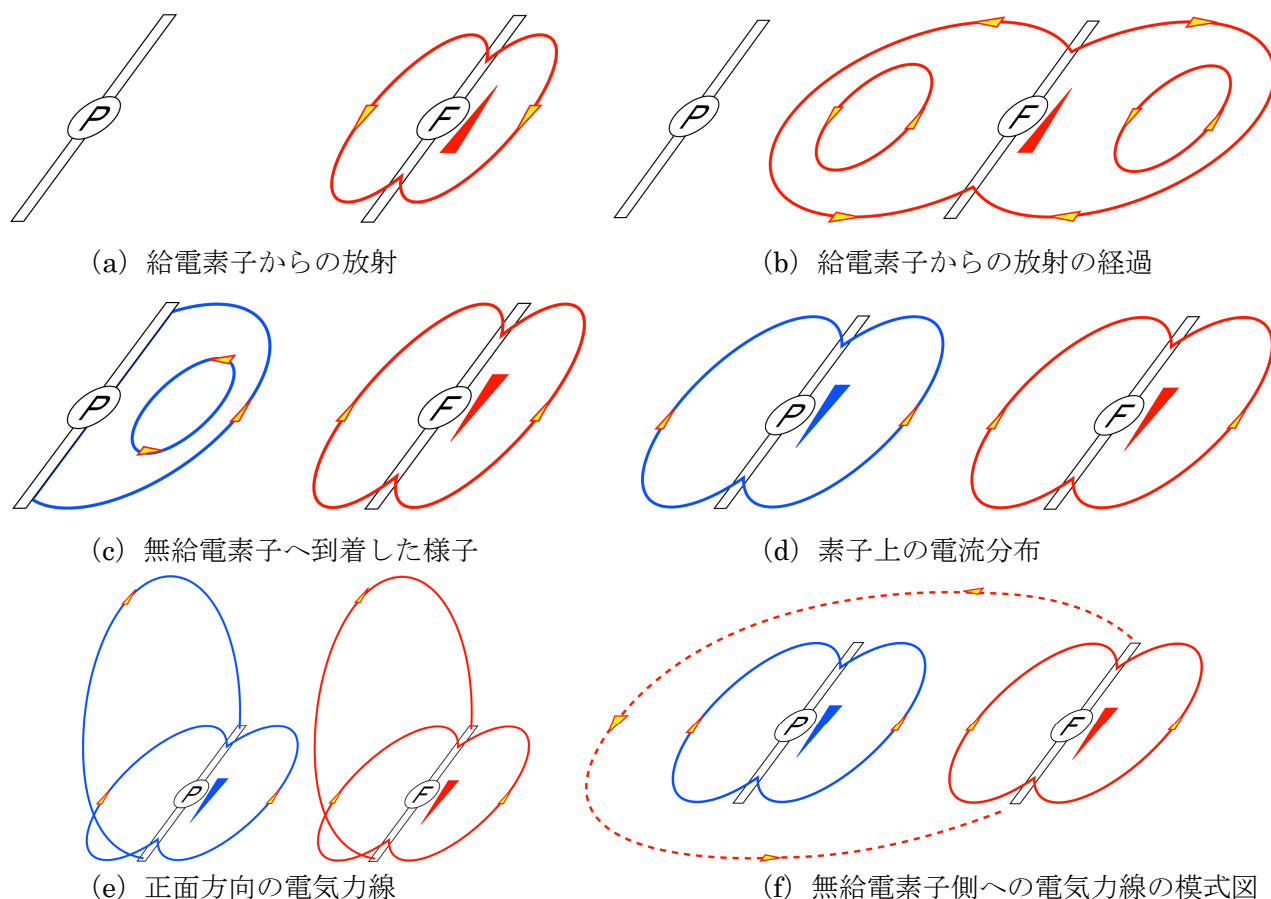 P
F
P
F
(a) 給電素子からの放射
(b) 給電素子からの放射の経過
P
F
P
F
(c) 無給電素子へ到着した様子
(d) 素子上の電流分布
P
F
P
F
(e) 正面方向の電気力線
(f) 無給電素子側への電気力線の模式図